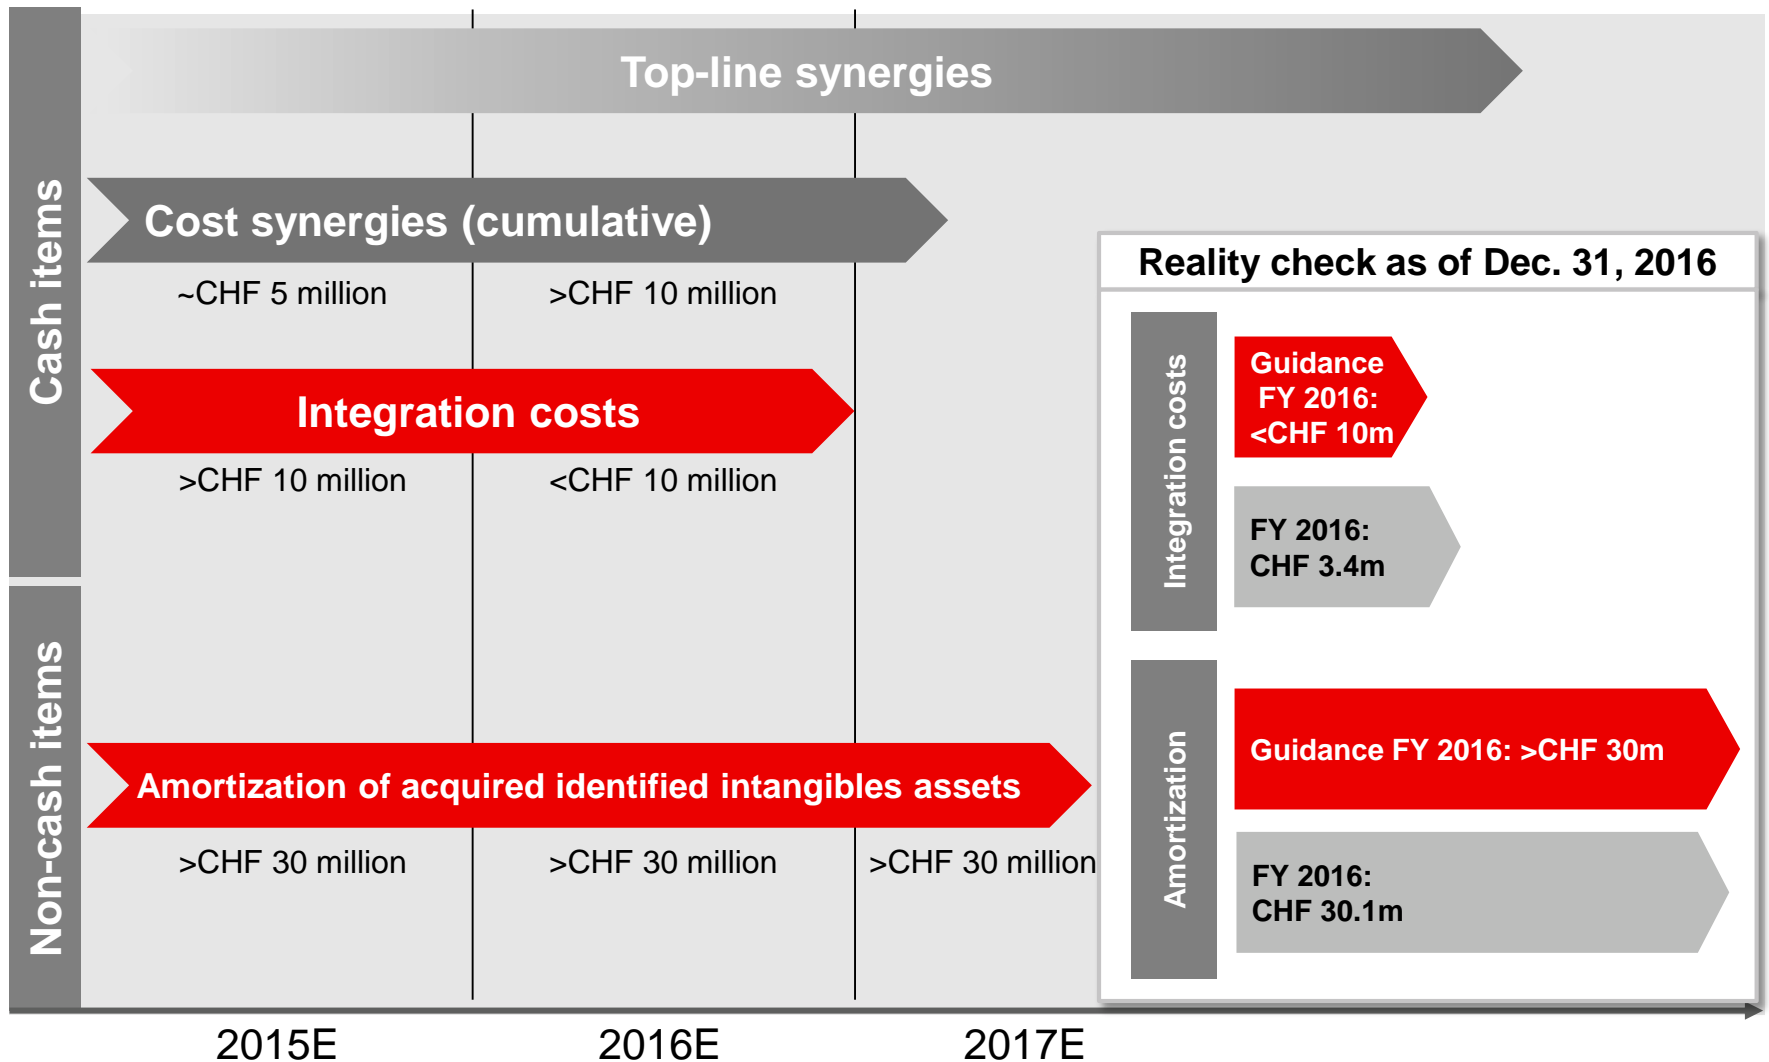 Cash items
Top-line synergies
Cost synergies (cumulative)
~CHF 5 million
>CHF 10 million
Integration costs
>CHF 10 million
<CHF 10 million
Non-cash items
Amortization of acquired identified intangibles assets
>CHF 30 million
>CHF 30 million
>CHF 30 million
2015E
2016E
2017E
Reality check as of Dec. 31, 2016
Integration costs
Guidance
FY 2016:
<CHF 10m
FY 2016:
CHF 3.4m
Amortization
Guidance FY 2016: >CHF 30m
FY 2016:
CHF 30.1m